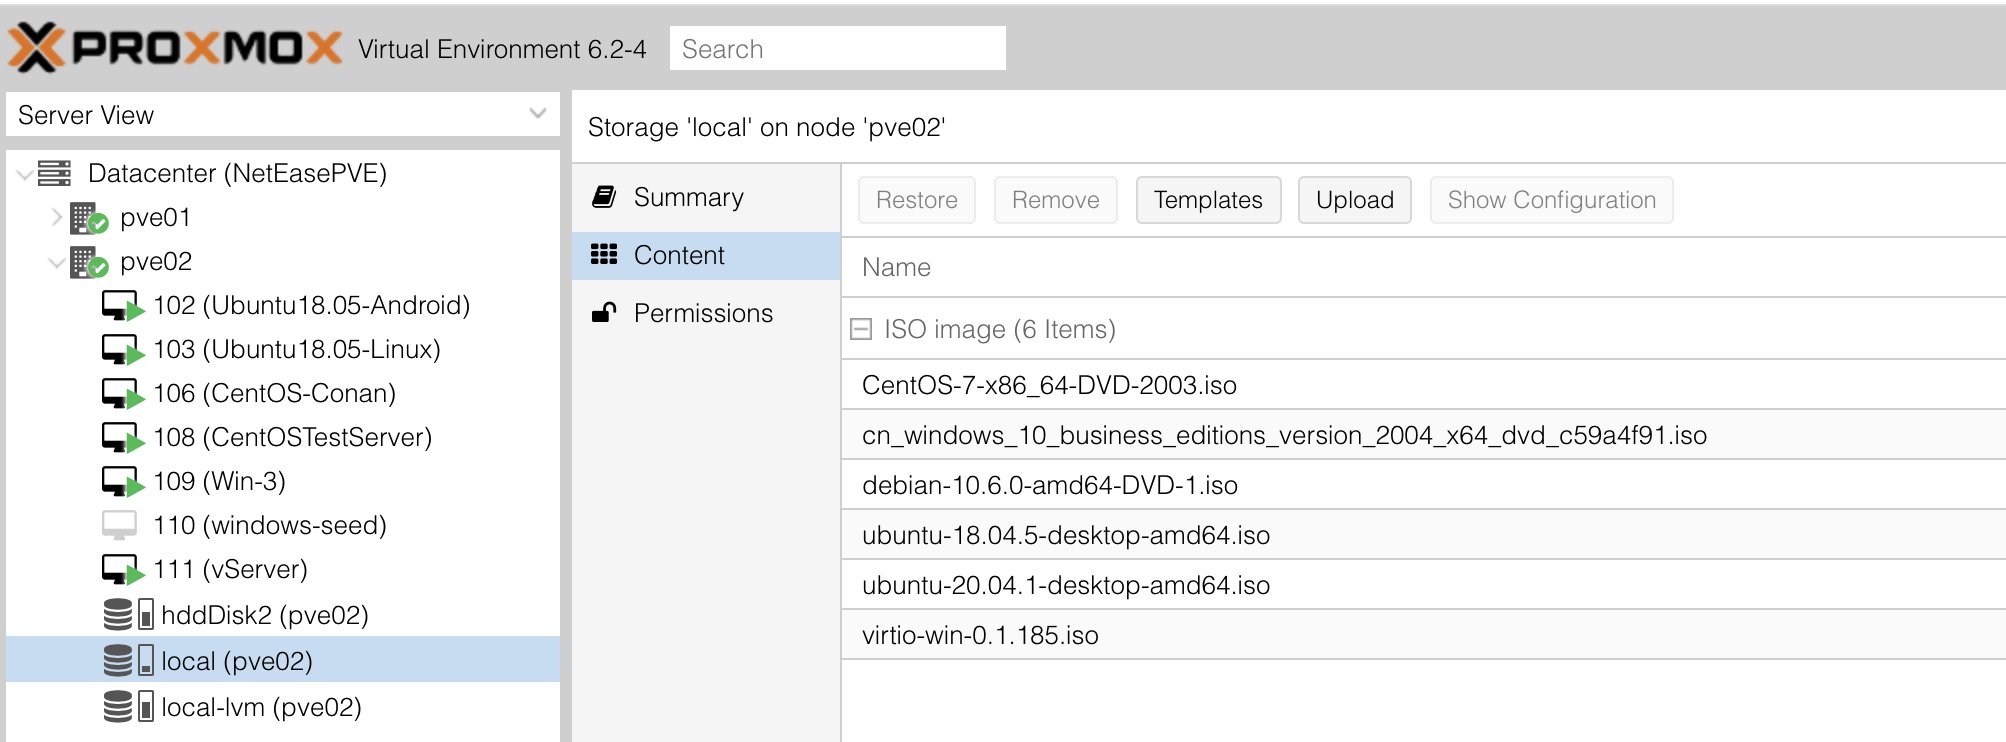 PROXMOX Virtual Environment 6.2-4 Search
Server View
Datacenter (NetEasePVE)
pve01
pve02
102 (Ubuntu18.05-Android)
103 (Ubuntu18.05-Linux)
106 (CentOS-Conan)
108 (CentOSTestServer)
109 (Win-3)
110 (windows-seed)
111 (vServer)
hddDisk2 (pve02)
local (pve02)
local-lvm (pve02)
Storage 'local' on node 'pve02'
Summary
Content
Permissions
Restore Remove Templates Upload Show Configuration
Name
ISO image (6 Items)
CentOS-7-x86_64-DVD-2003.iso
cn_windows_10_business_editions_version_2004_x64_dvd_c59a4f91.iso
debian-10.6.0-amd64-DVD-1.iso
ubuntu-18.04.5-desktop-amd64.iso
ubuntu-20.04.1-desktop-amd64.iso
virtio-win-0.1.185.iso